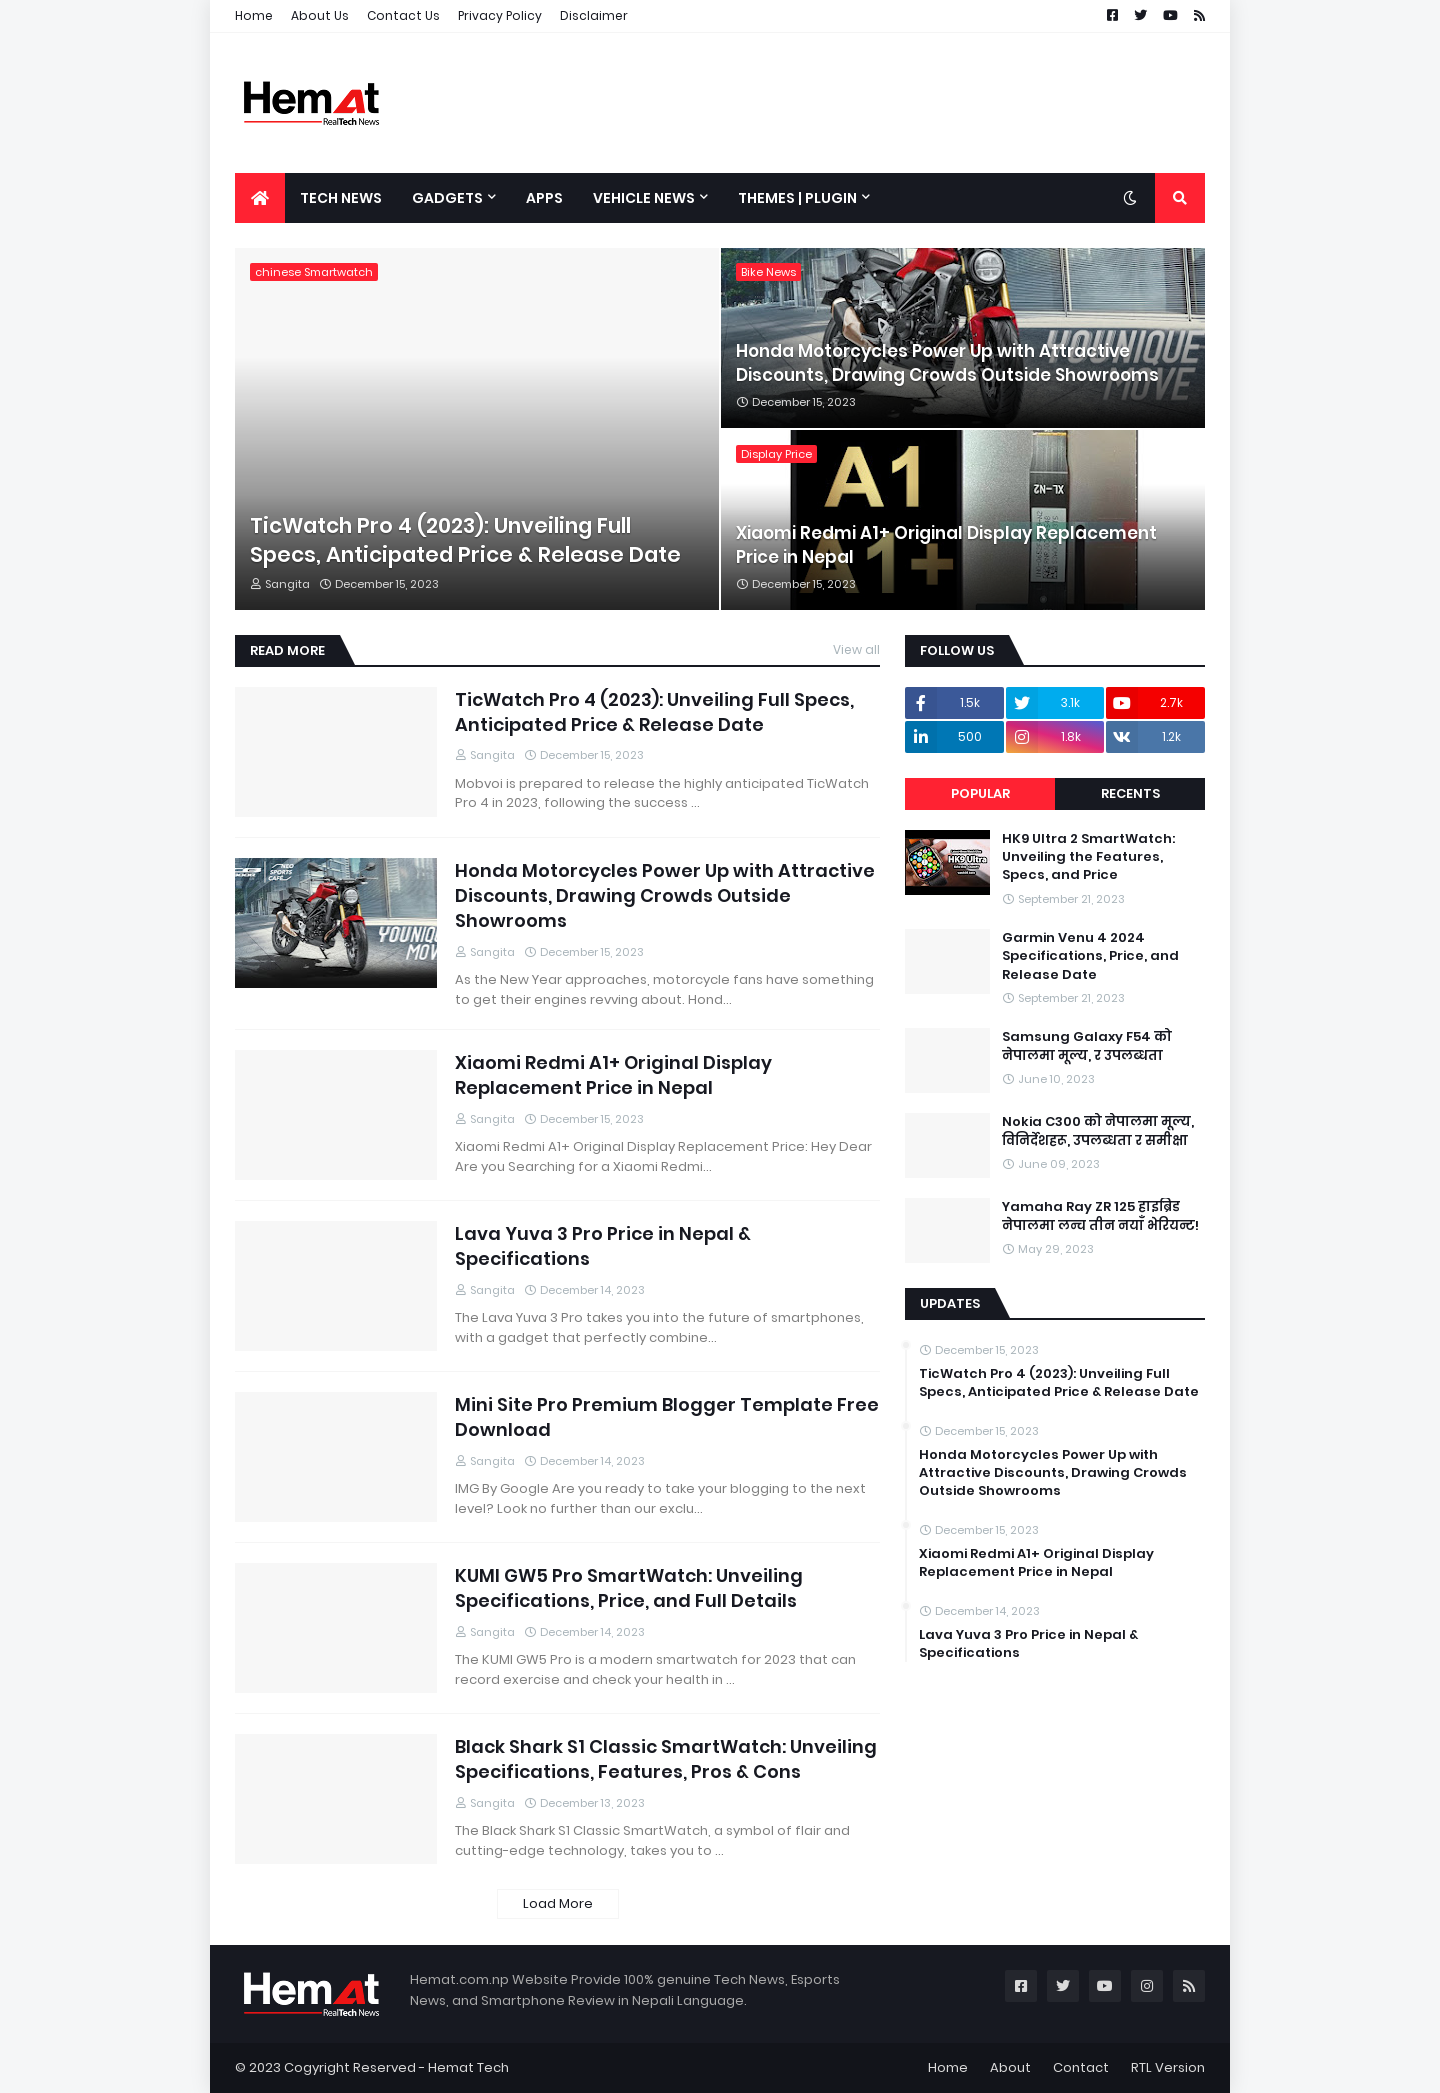 Home About Us Contact Us Privacy Policy Disclaimer
HemAt
RealTech News
TECH NEWS GADGETS APPS VEHICLE NEWS THEMES | PLUGIN
chinese Smartwatch
TicWatch Pro 4 (2023): Unveiling Full
Specs, Anticipated Price & Release Date
Sangita December 15, 2023
Bike News
YOUNIQUE
MOVE
Honda Motorcycles Power Up with Attractive
Discounts, Drawing Crowds Outside Showrooms
December 15, 2023
Display Price
A1
XL-N2
A1+
Xiaomi Redmi A1+ Original Display Replacement
Price in Nepal
December 15, 2023
READ MORE
View all
TicWatch Pro 4 (2023): Unveiling Full Specs,
Anticipated Price & Release Date
Sangita December 15, 2023
Mobvoi is prepared to release the highly anticipated TicWatch
Pro 4 in 2023, following the success ...
NEO
SPORTS
CAFÉ
YOUNIQUE
MOVE
Honda Motorcycles Power Up with Attractive
Discounts, Drawing Crowds Outside
Showrooms
Sangita December 15, 2023
As the New Year approaches, motorcycle fans have something
to get their engines revving about. Hond...
Xiaomi Redmi A1+ Original Display
Replacement Price in Nepal
Sangita December 15, 2023
Xiaomi Redmi A1+ Original Display Replacement Price: Hey Dear
Are you Searching for a Xiaomi Redmi...
Lava Yuva 3 Pro Price in Nepal &
Specifications
Sangita December 14, 2023
The Lava Yuva 3 Pro takes you into the future of smartphones,
with a gadget that perfectly combine...
Mini Site Pro Premium Blogger Template Free
Download
Sangita December 14, 2023
IMG By Google Are you ready to take your blogging to the next
level? Look no further than our exclu...
KUMI GW5 Pro SmartWatch: Unveiling
Specifications, Price, and Full Details
Sangita December 14, 2023
The KUMI GW5 Pro is a modern smartwatch for 2023 that can
record exercise and check your health in ...
Black Shark S1 Classic SmartWatch: Unveiling
Specifications, Features, Pros & Cons
Sangita December 13, 2023
The Black Shark S1 Classic SmartWatch, a symbol of flair and
cutting-edge technology, takes you to ...
Load More
FOLLOW US
1.5k 3.1k 2.7k
500 1.8k 1.2k
POPULAR RECENTS
HK9 Ultra
HK9 Ultra 2 SmartWatch:
Unveiling the Features,
Specs, and Price
September 21, 2023
Garmin Venu 4 2024
Specifications, Price, and
Release Date
September 21, 2023
Samsung Galaxy F54 को
नेपालमा मूल्य, र उपलब्धता
June 10, 2023
Nokia C300 को नेपालमा मूल्य,
विनिर्देशहरू, उपलब्धता र समीक्षा
June 09, 2023
Yamaha Ray ZR 125 हाइब्रिड
नेपालमा लन्च तीन नयाँ भेरियन्ट!
May 29, 2023
UPDATES
December 15, 2023
TicWatch Pro 4 (2023): Unveiling Full
Specs, Anticipated Price & Release Date
December 15, 2023
Honda Motorcycles Power Up with
Attractive Discounts, Drawing Crowds
Outside Showrooms
December 15, 2023
Xiaomi Redmi A1+ Original Display
Replacement Price in Nepal
December 14, 2023
Lava Yuva 3 Pro Price in Nepal &
Specifications
HemAt
RealTech News
Hemat.com.np Website Provide 100% genuine Tech News, Esports
News, and Smartphone Review in Nepali Language.
© 2023 Cogyright Reserved - Hemat Tech
Home About Contact RTL Version